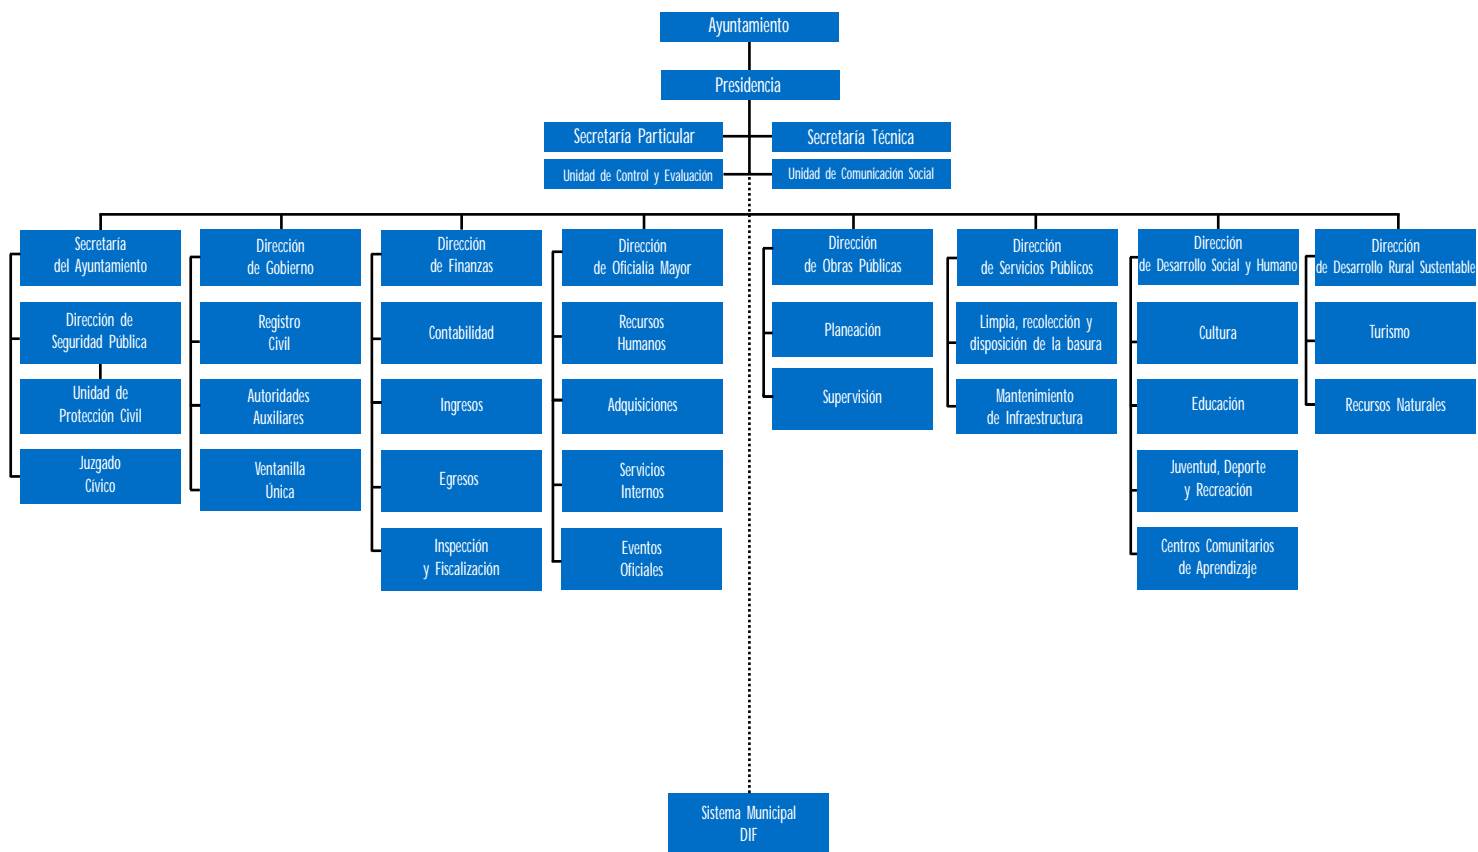 Ayuntamiento
Presidencia
Secretaría Particular
Secretaría Técnica
Unidad de Control y Evaluación
Unidad de Comunicación Social
Secretaría
del Ayuntamiento
Dirección de
Seguridad Pública
Unidad de
Protección Civil
Juzgado
Cívico
Dirección
de Gobierno
Registro
Civil
Autoridades
Auxiliares
Ventanilla
Única
Dirección
de Finanzas
Contabilidad
Ingresos
Egresos
Inspección
y Fiscalización
Dirección
de Oficialía Mayor
Recursos
Humanos
Adquisiciones
Servicios
Internos
Eventos
Oficiales
Dirección
de Obras Públicas
Planeación
Supervisión
Dirección
de Servicios Públicos
Limpia, recolección y
disposición de la basura
Mantenimiento
de Infraestructura
Dirección
de Desarrollo Social y Humano
Cultura
Educación
Juventud, Deporte
y Recreación
Centros Comunitarios
de Aprendizaje
Dirección
de Desarrollo Rural Sustentable
Turismo
Recursos Naturales
Sistema Municipal
DIF